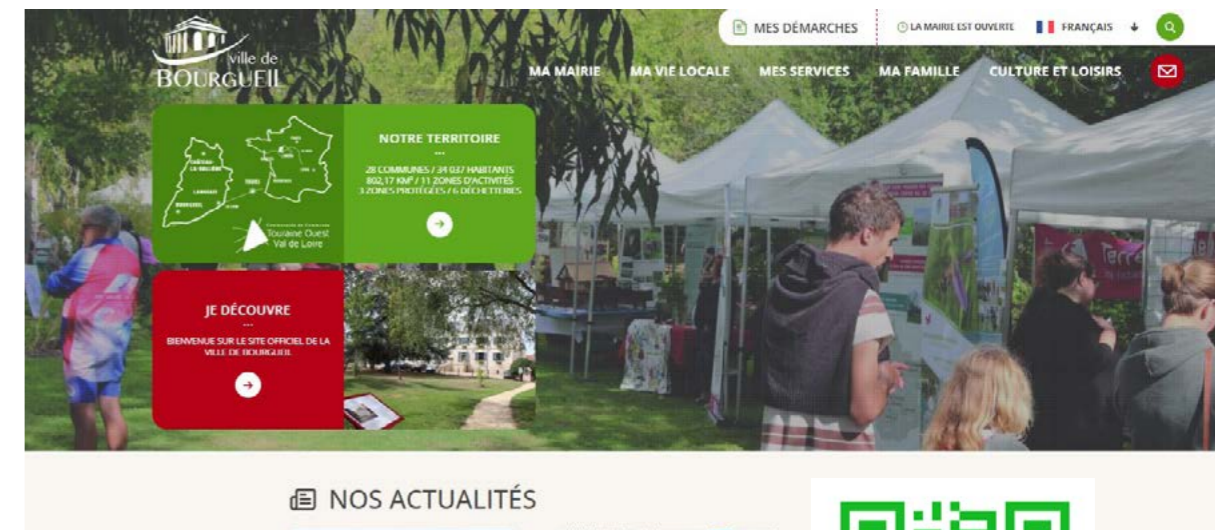 MES DÉMARCHES
LA MAIRIE EST OUVERTE
FRANÇAIS
ville de
BOURGUEIL
MA MAIRIE
MA VIE LOCALE
MES SERVICES
MA FAMILLE
CULTURE ET LOISIRS
NOTRE TERRITOIRE
28 COMMUNES / 34 037 HABITANTS
802,17 KM² / 11 ZONES D'ACTIVITÉS
3 ZONES PROTÉGÉES / 6 DÉCHETTERIES
BOURGUEIL
Touraine Ouest
Val de Loire
JE DÉCOUVRE
BIENVENUE SUR LE SITE OFFICIEL DE LA
VILLE DE BOURGUEIL
Terre
NOS ACTUALITÉS